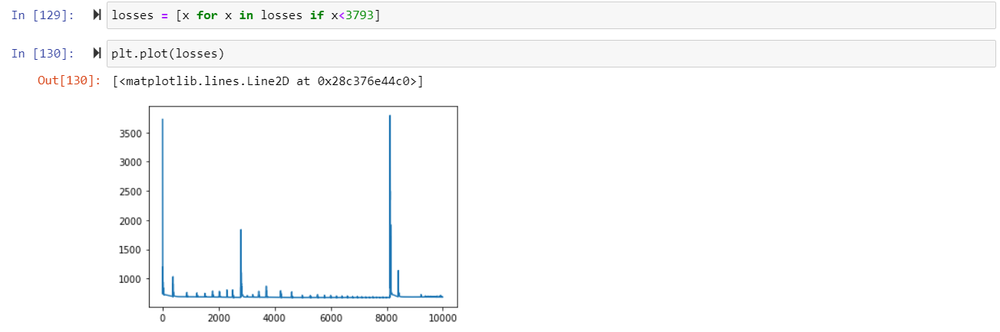 In [129]: losses = [x for x in losses if x<3793]
In [130]: plt.plot(losses)
Out[130]: [<matplotlib.lines.Line2D at 0x28c376e44c0>]
3500
3000
2500
2000
1500
1000
0 2000 4000 6000 8000 10000